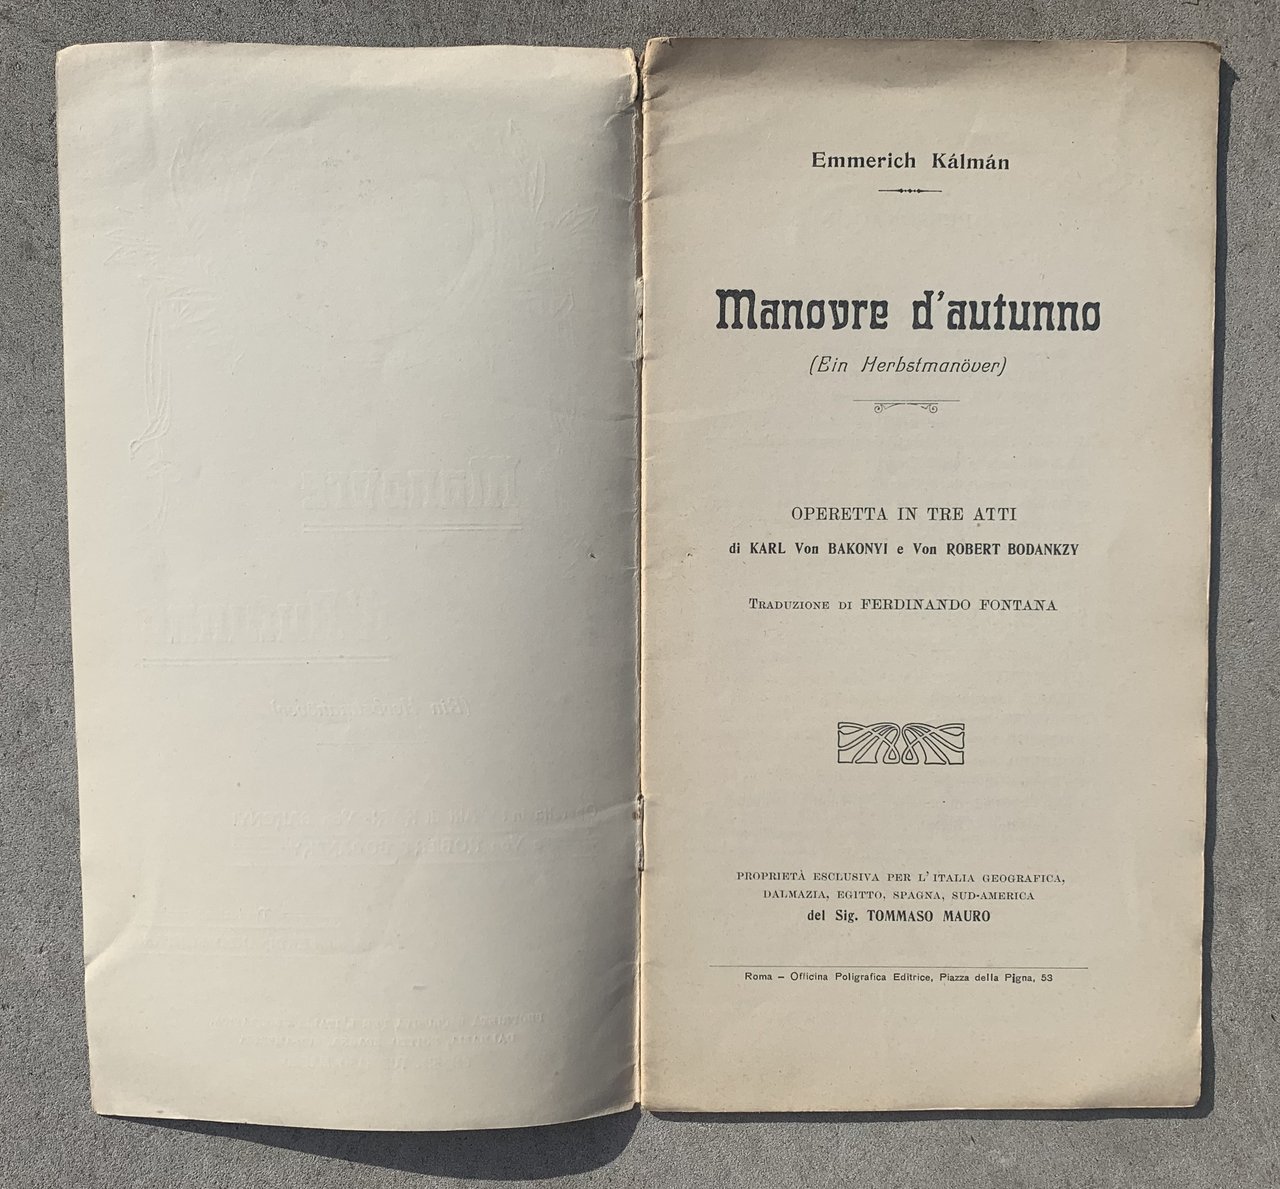 Emmerich Kálmán
Manovre d'autunno
(Ein Herbstmanöver)
OPERETTA IN TRE ATTI
di KARL Von BAKONYI e Von ROBERT BODANKZY
TRADUZIONE DI FERDINANDO FONTANA
PROPRIETÀ ESCLUSIVA PER L'ITALIA GEOGRAFICA,
DALMAZIA, EGITTO, SPAGNA, SUD-AMERICA
del Sig. TOMMASO MAURO
Roma – Officina Poligrafica Editrice, Piazza della Pigna, 53